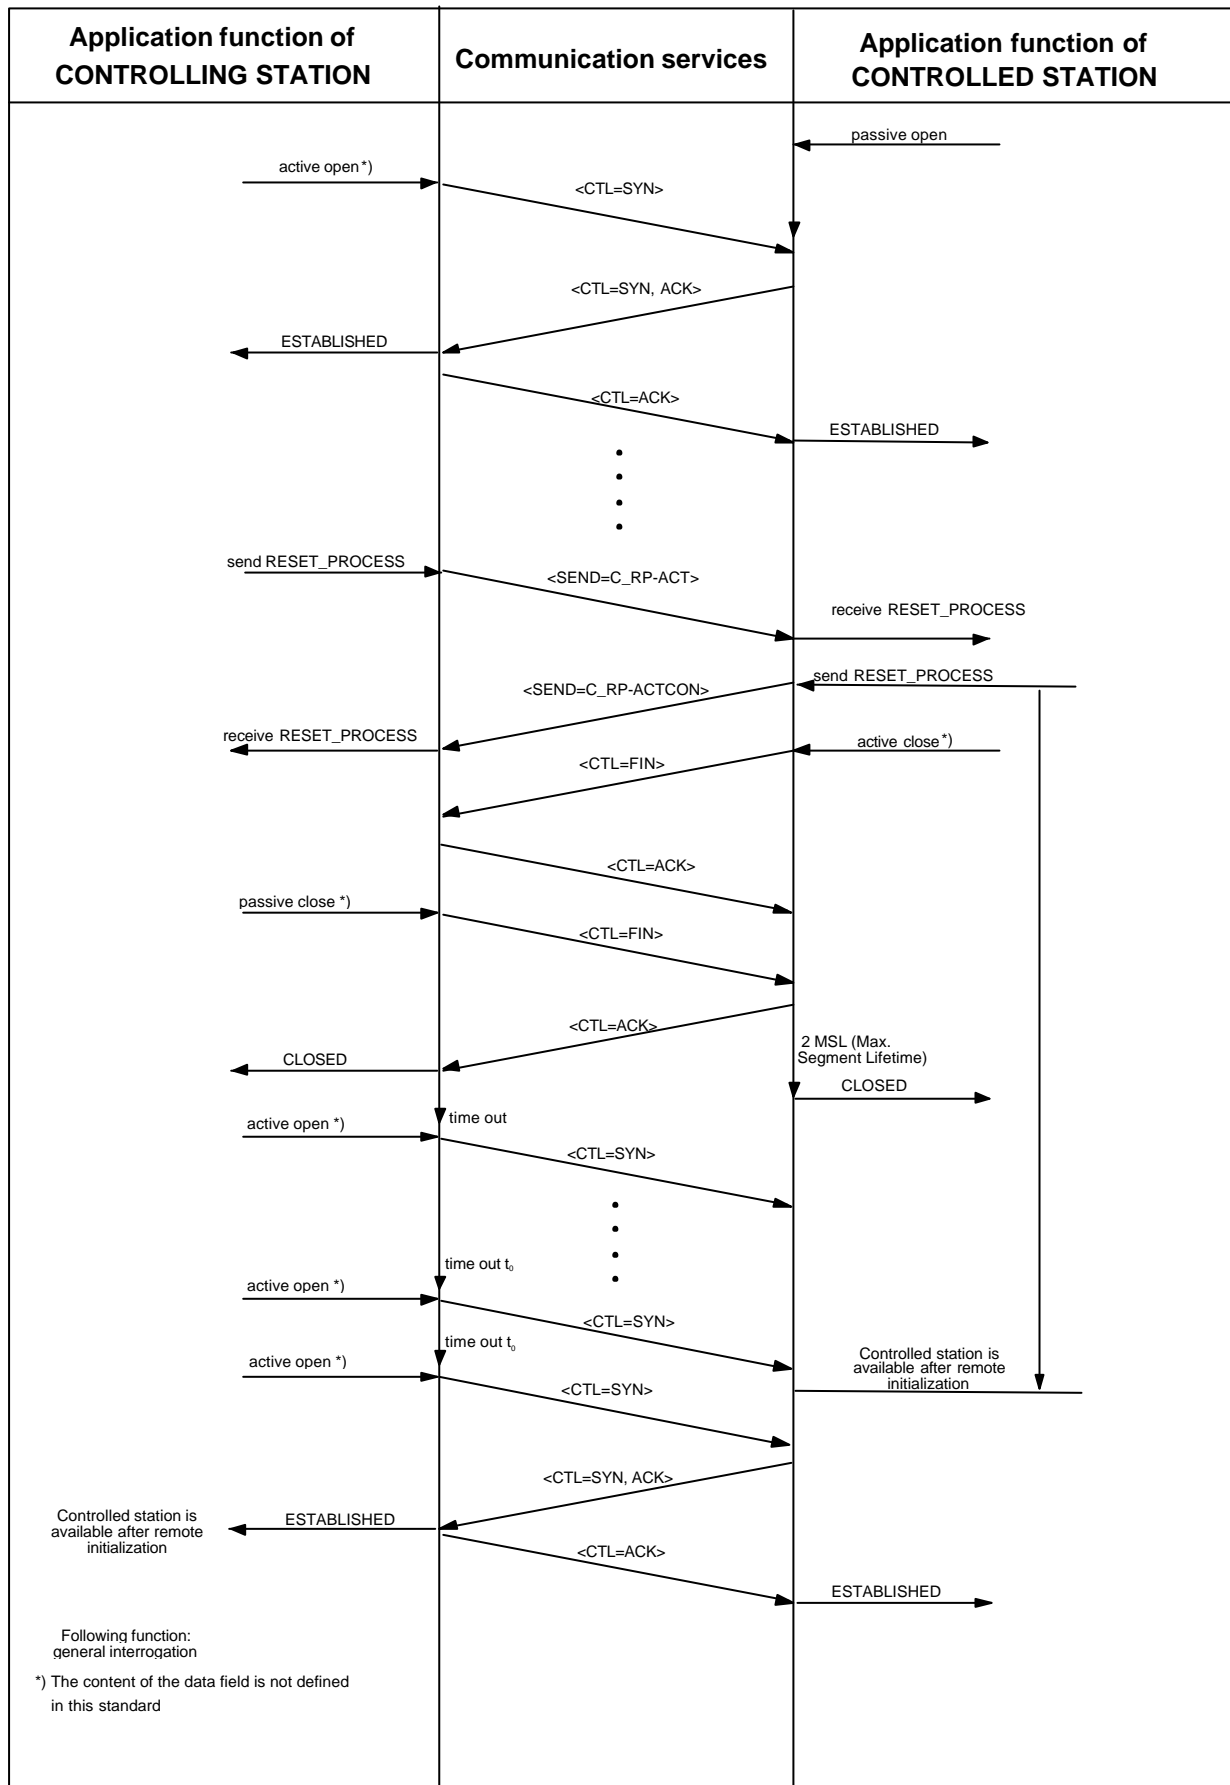 Application function of
CONTROLLING STATION
Communication services
Application function of
CONTROLLED STATION
passive open
active open *)
<CTL=SYN>
<CTL=SYN, ACK>
ESTABLISHED
<CTL=ACK>
ESTABLISHED
send RESET_PROCESS
<SEND=C_RP-ACT>
receive RESET_PROCESS
send RESET_PROCESS
<SEND=C_RP-ACTCON>
receive RESET_PROCESS
active close *)
<CTL=FIN>
<CTL=ACK>
passive close *)
<CTL=FIN>
<CTL=ACK>
2 MSL (Max.
Segment Lifetime)
CLOSED
CLOSED
time out
active open *)
<CTL=SYN>
time out t₀
active open *)
<CTL=SYN>
time out t₀
active open *)
Controlled station is
available after remote
initialization
<CTL=SYN>
<CTL=SYN, ACK>
Controlled station is
available after remote
initialization
ESTABLISHED
<CTL=ACK>
ESTABLISHED
Following function:
general interrogation
*) The content of the data field is not defined
in this standard